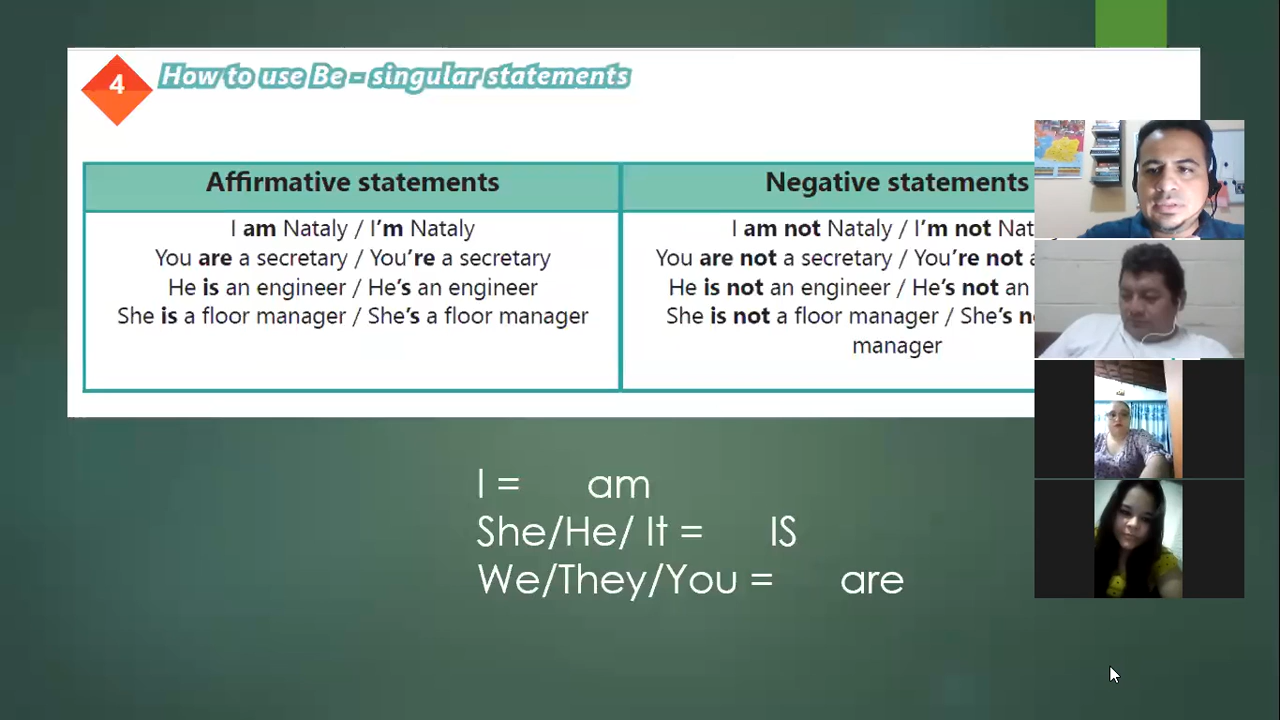 4
How to use Be - singular statements
Affirmative statements
I am Nataly / I'm Nataly
You are a secretary / You're a secretary
He is an engineer / He's an engineer
She is a floor manager / She's a floor manager
Negative statements
I am not Nataly / I'm not
You are not a secretary / You're not
He is not an engineer / He's not an
She is not a floor manager / She's
manager
I = am
She/He/ It = IS
We/They/You = are